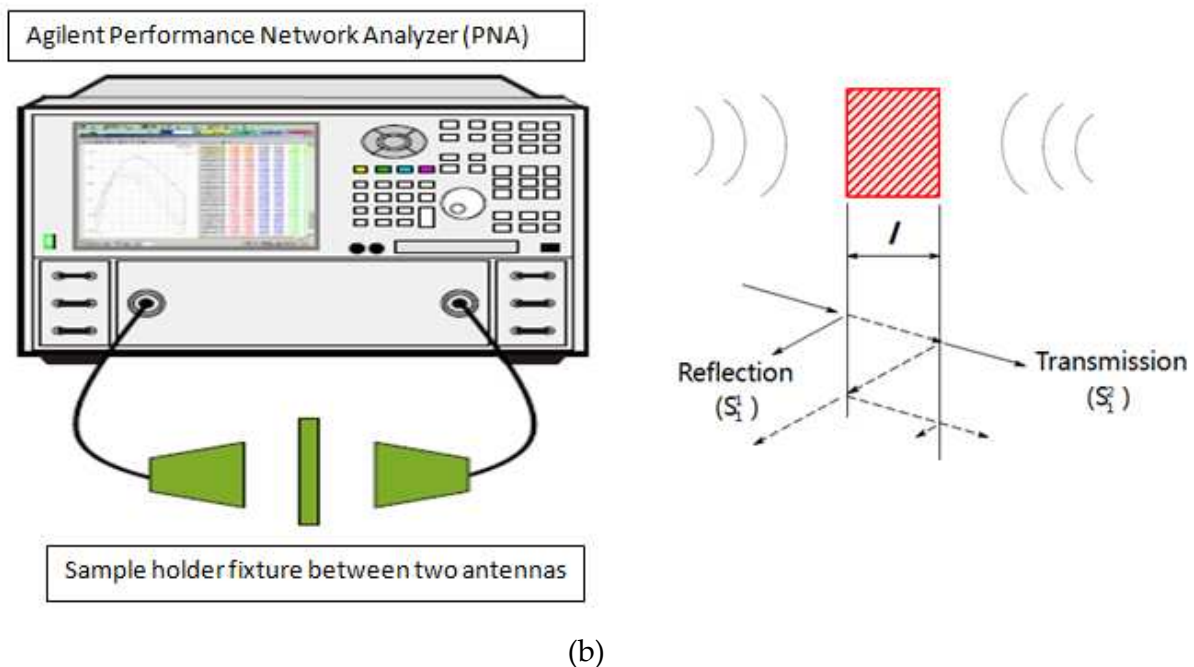 Agilent Performance Network Analyzer (PNA)
l
Reflection
(S¹₁)
Transmission
(S²₁)
Sample holder fixture between two antennas
(b)